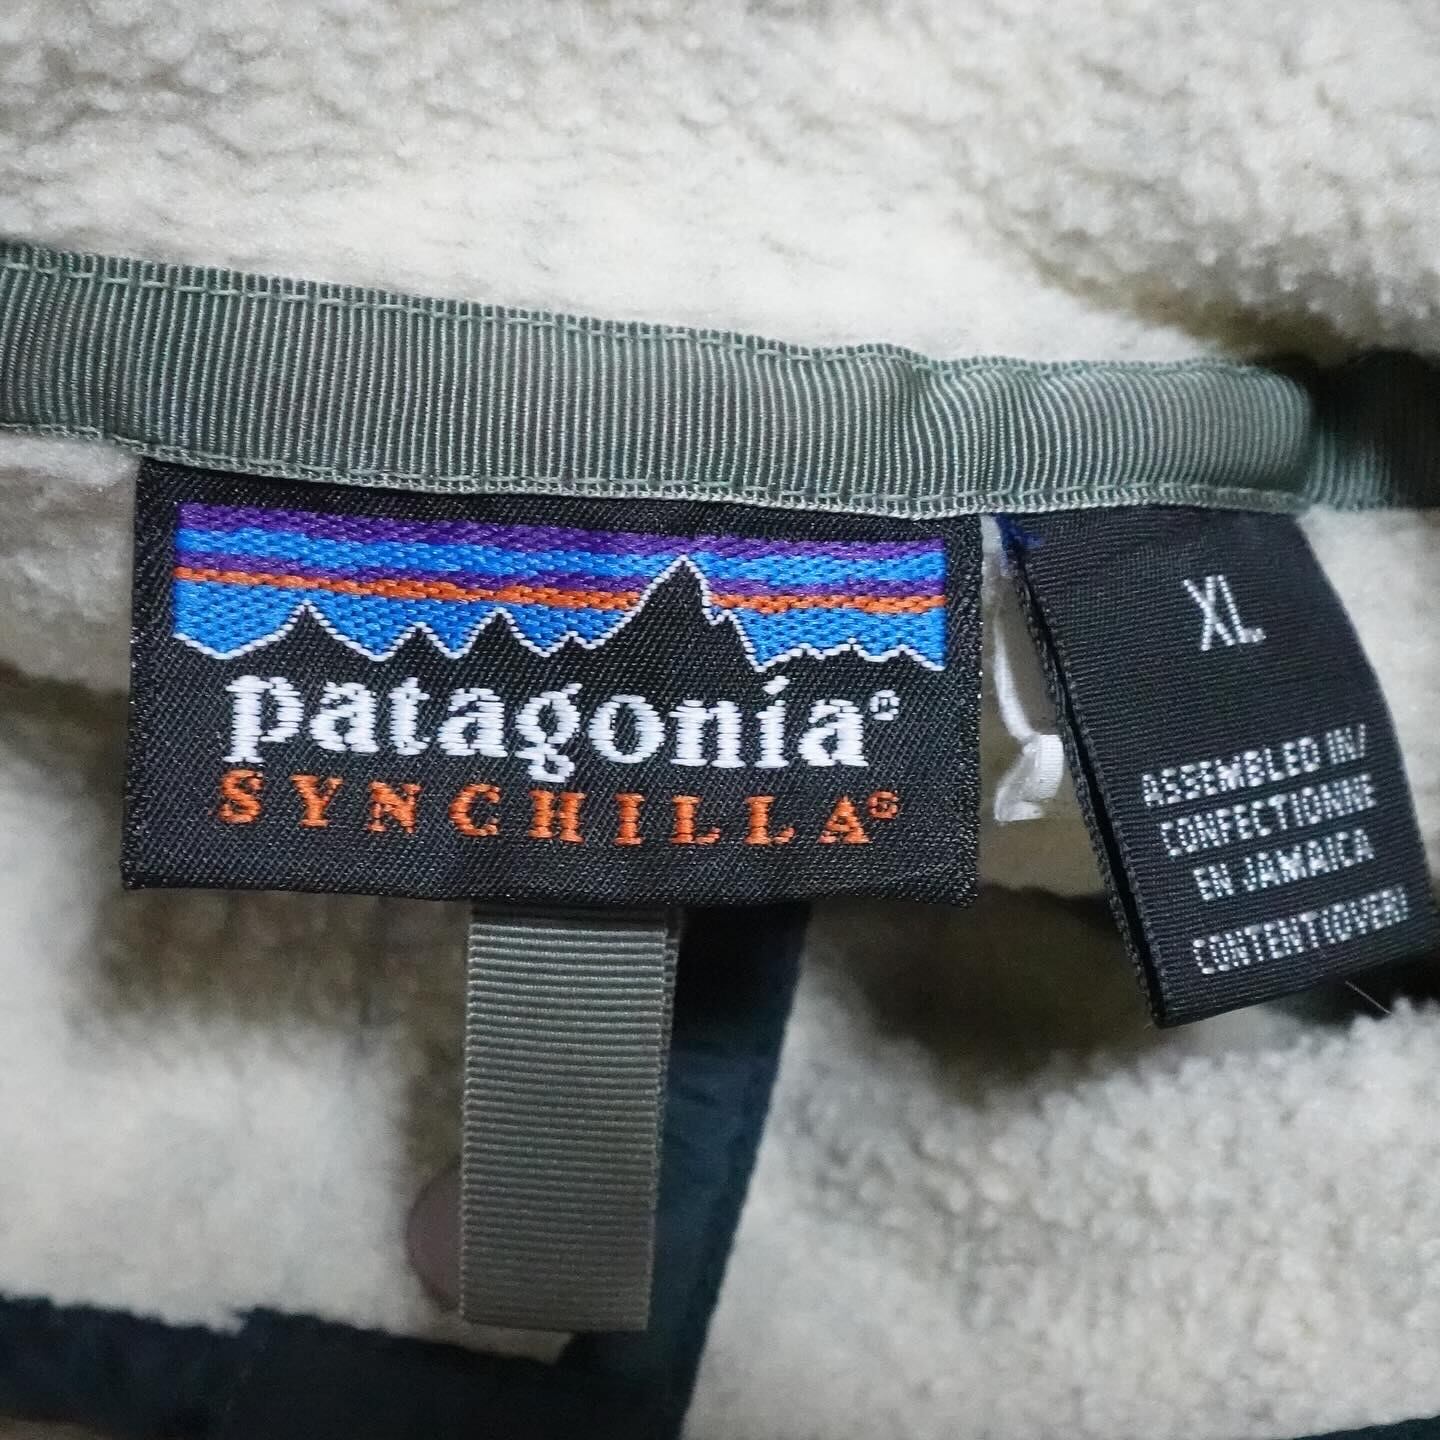 patagonia®
SYNCHILLA®
XL
ASSEMBLED IN/
CONFECTIONNE
EN JAMAICA
CONTENT(OVER)